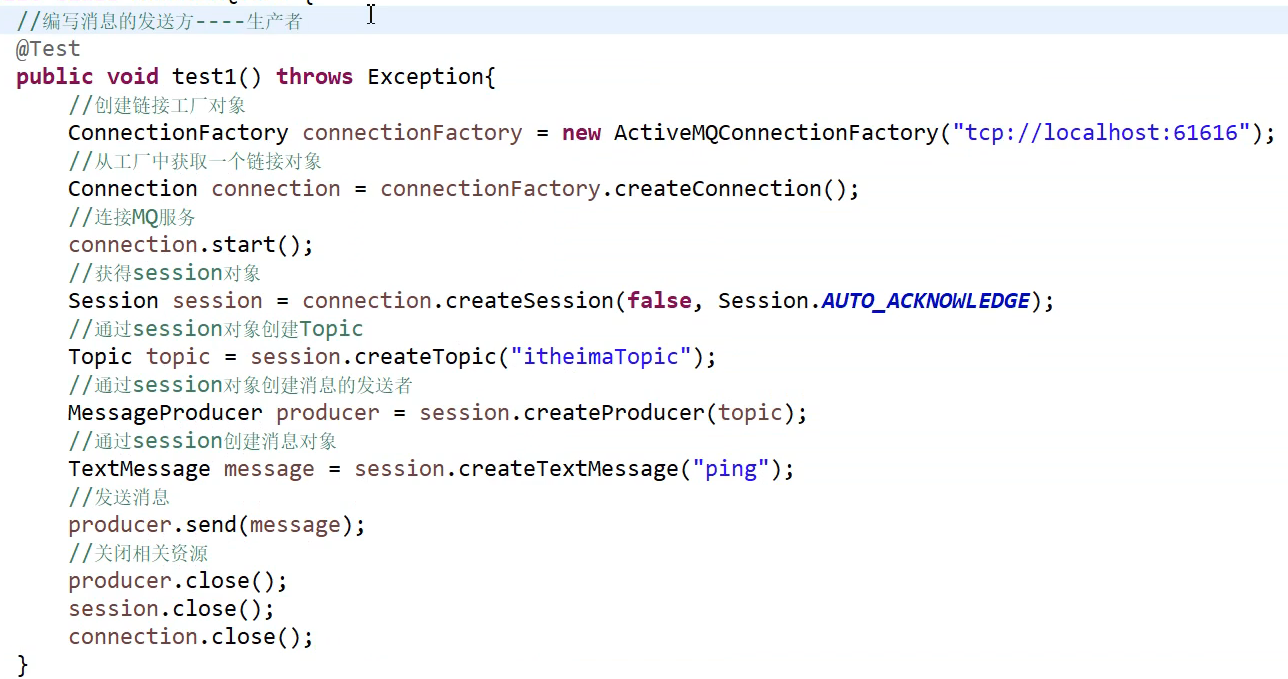 //编写消息的发送方----生产者
@Test
public void test1() throws Exception{
//创建链接工厂对象
ConnectionFactory connectionFactory = new ActiveMQConnectionFactory("tcp://localhost:61616");
//从工厂中获取一个链接对象
Connection connection = connectionFactory.createConnection();
//连接MQ服务
connection.start();
//获得session对象
Session session = connection.createSession(false, Session.AUTO_ACKNOWLEDGE);
//通过session对象创建Topic
Topic topic = session.createTopic("itheimaTopic");
//通过session对象创建消息的发送者
MessageProducer producer = session.createProducer(topic);
//通过session创建消息对象
TextMessage message = session.createTextMessage("ping");
//发送消息
producer.send(message);
//关闭相关资源
producer.close();
session.close();
connection.close();
}